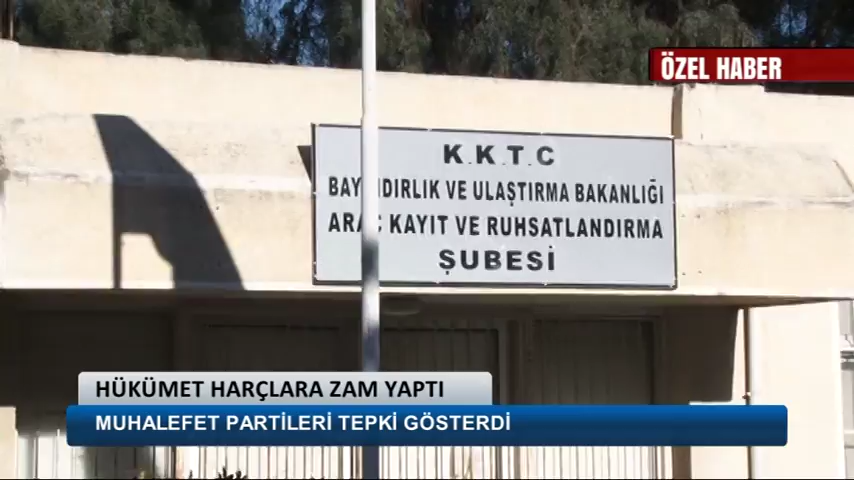 ÖZEL HABER
K.K.T.C
BAYINDIRLIK VE ULAŞTIRMA BAKANLIĞI
ARAÇ KAYIT VE RUHSATLANDIRMA
ŞUBESİ
HÜKÜMET HARÇLARA ZAM YAPTI
MUHALEFET PARTİLERİ TEPKİ GÖSTERDİ